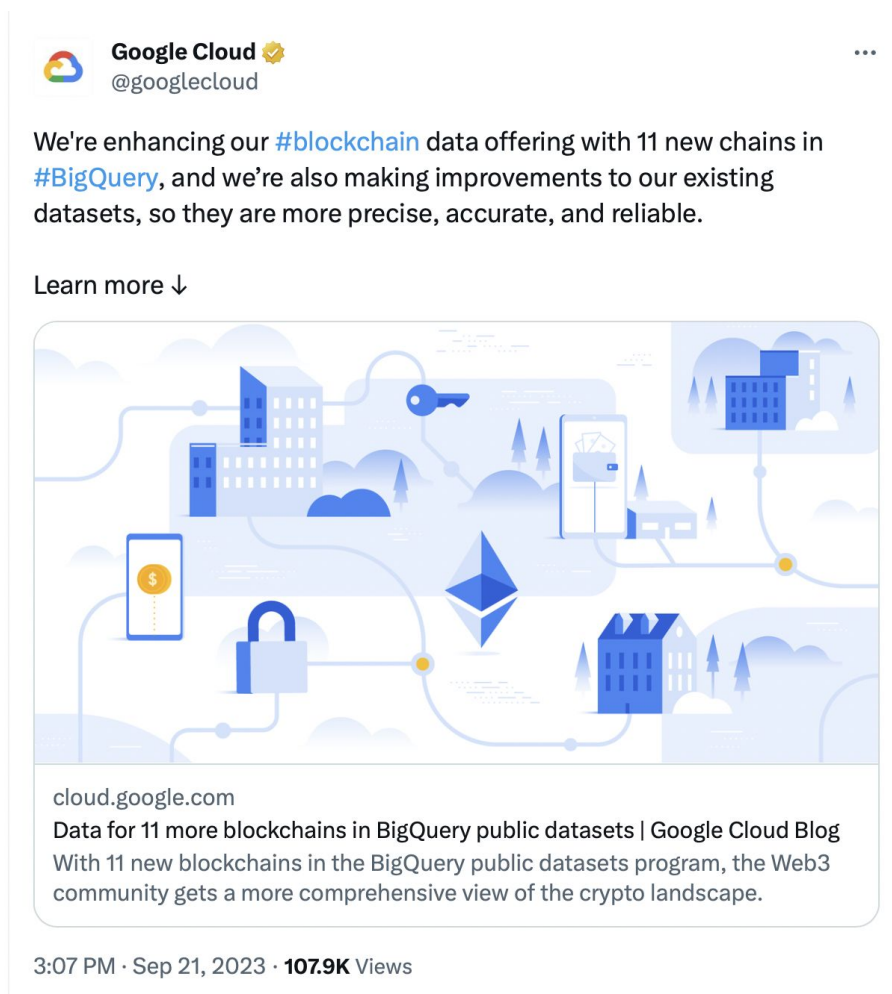 Google Cloud
@googlecloud
We're enhancing our #blockchain data offering with 11 new chains in
#BigQuery, and we’re also making improvements to our existing
datasets, so they are more precise, accurate, and reliable.
Learn more ↓
$
cloud.google.com
Data for 11 more blockchains in BigQuery public datasets | Google Cloud Blog
With 11 new blockchains in the BigQuery public datasets program, the Web3
community gets a more comprehensive view of the crypto landscape.
3:07 PM · Sep 21, 2023 · 107.9K Views